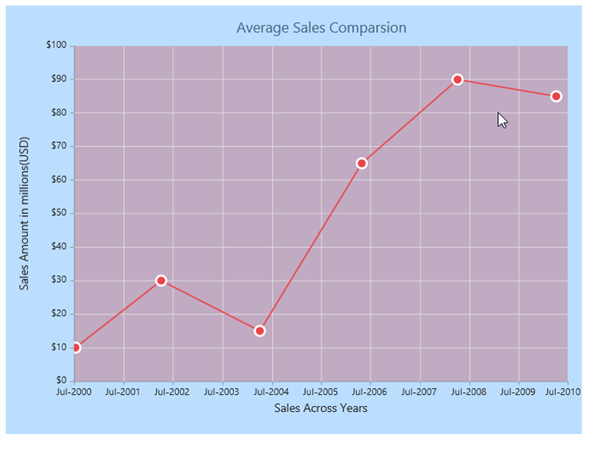 Average Sales Comparsion
$100
$90
$80
$70
$60
$50
$40
$30
$20
$10
$0
Sales Amount in millions(USD)
Jul-2000 Jul-2001 Jul-2002 Jul-2003 Jul-2004 Jul-2005 Jul-2006 Jul-2007 Jul-2008 Jul-2009 Jul-2010
Sales Across Years